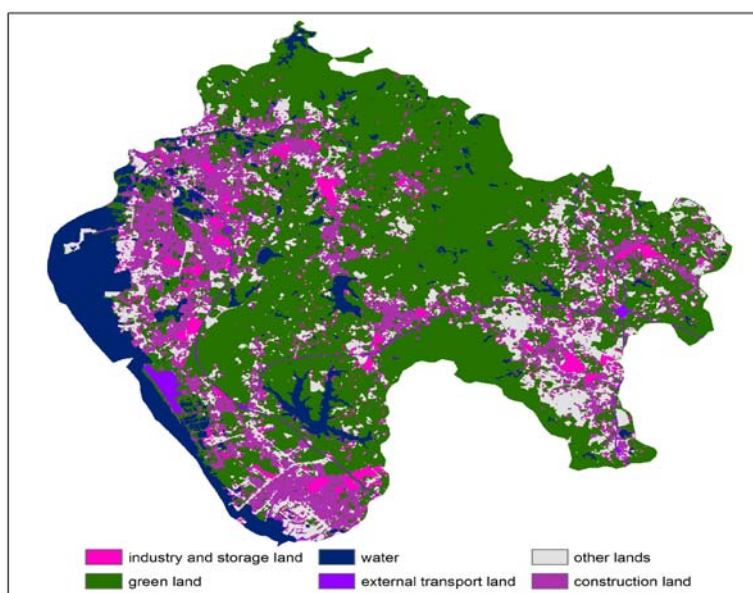 industry and storage land water other lands
green land external transport land construction land